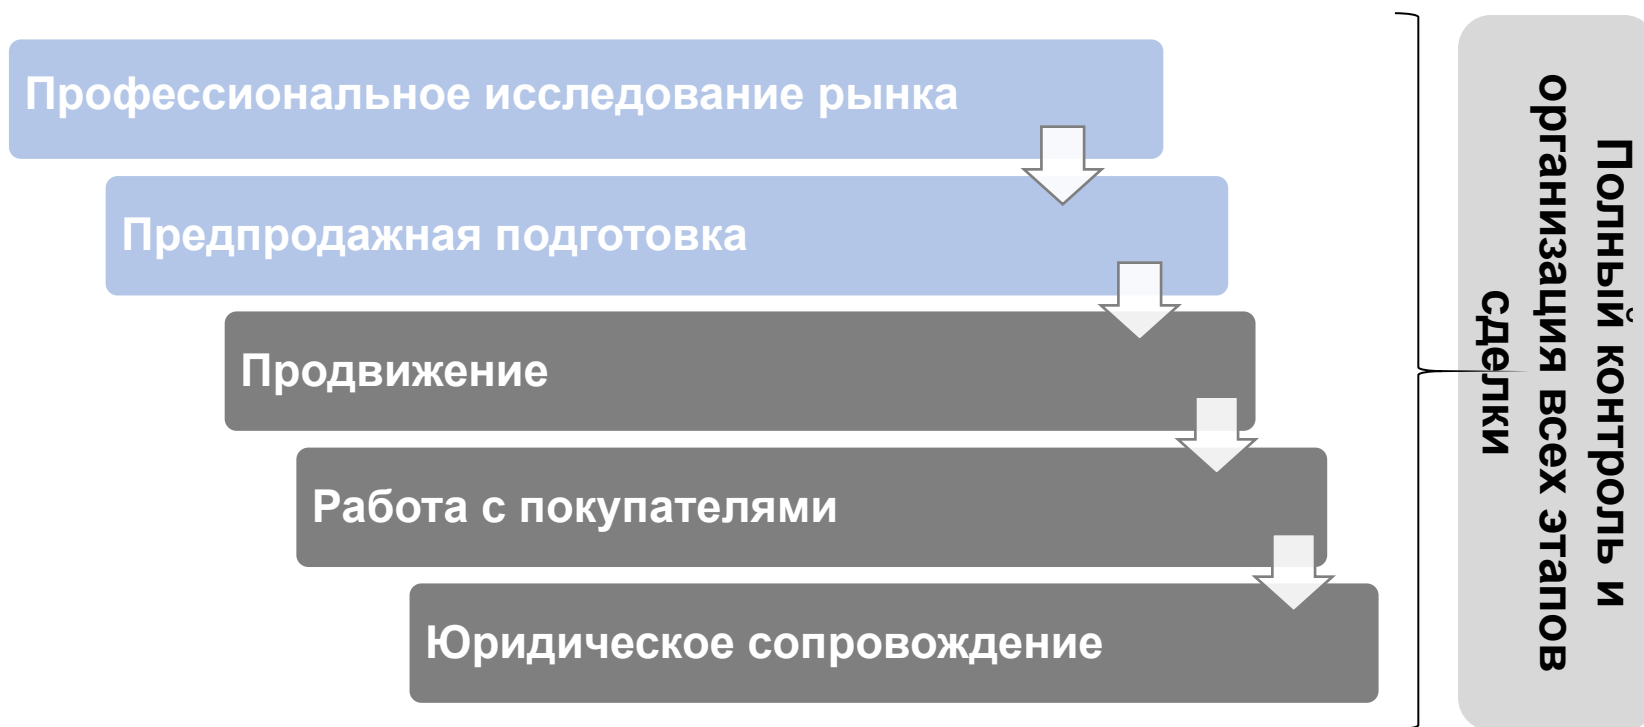 Профессиональное исследование рынка
Предпродажная подготовка
Продвижение
Работа с покупателями
Юридическое сопровождение
Полный контроль и
организация всех этапов
сделки